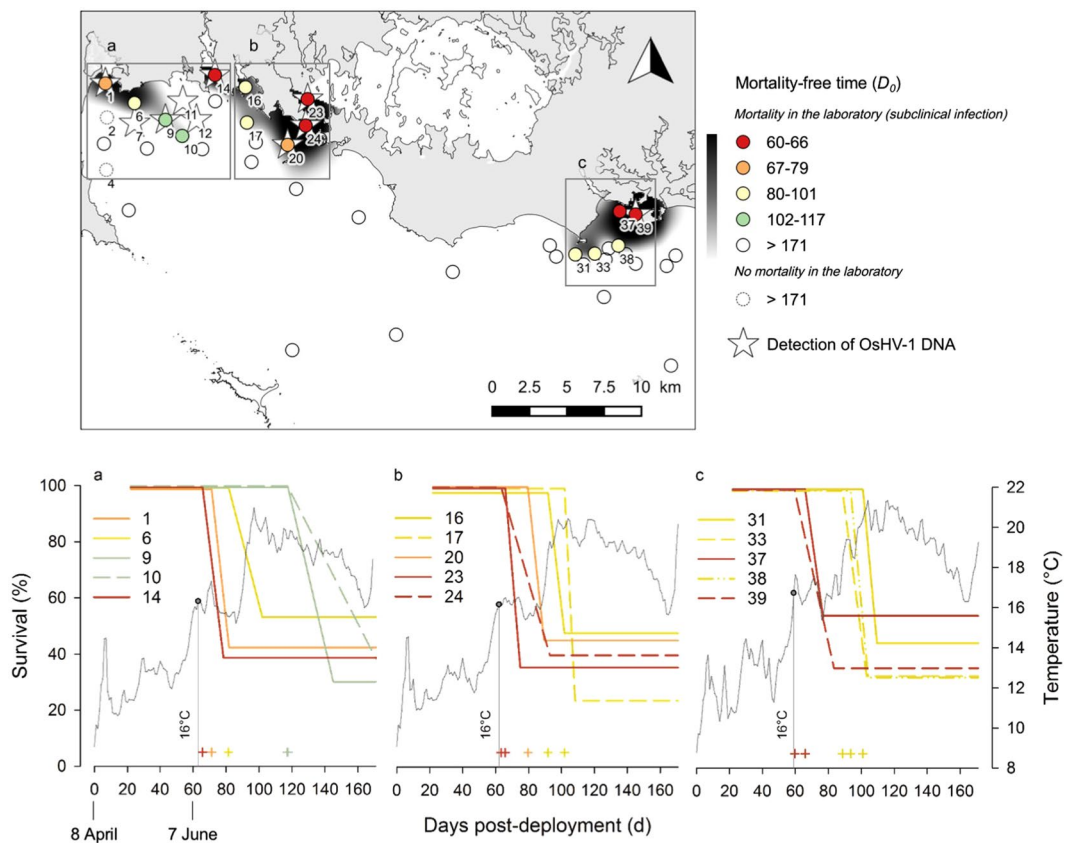 a
b
c
1
2
4
6
7
9
10
11
12
14
16
17
20
23
24
31
33
37
38
39
0 2.5 5 7.5 10 km
Mortality-free time (D0)
Mortality in the laboratory (subclinical infection)
60-66
67-79
80-101
102-117
> 171
No mortality in the laboratory
> 171
Detection of OsHV-1 DNA
a
b
c
Survival (%)
100
80
60
40
20
0
1
6
9
10
14
16
17
20
23
24
31
33
37
38
39
16°C
16°C
16°C
22
20
18
16
14
12
10
8
Temperature (°C)
0 20 40 60 80 100 120 140 160
0 20 40 60 80 100 120 140 160
0 20 40 60 80 100 120 140 160
8 April
7 June
Days post-deployment (d)